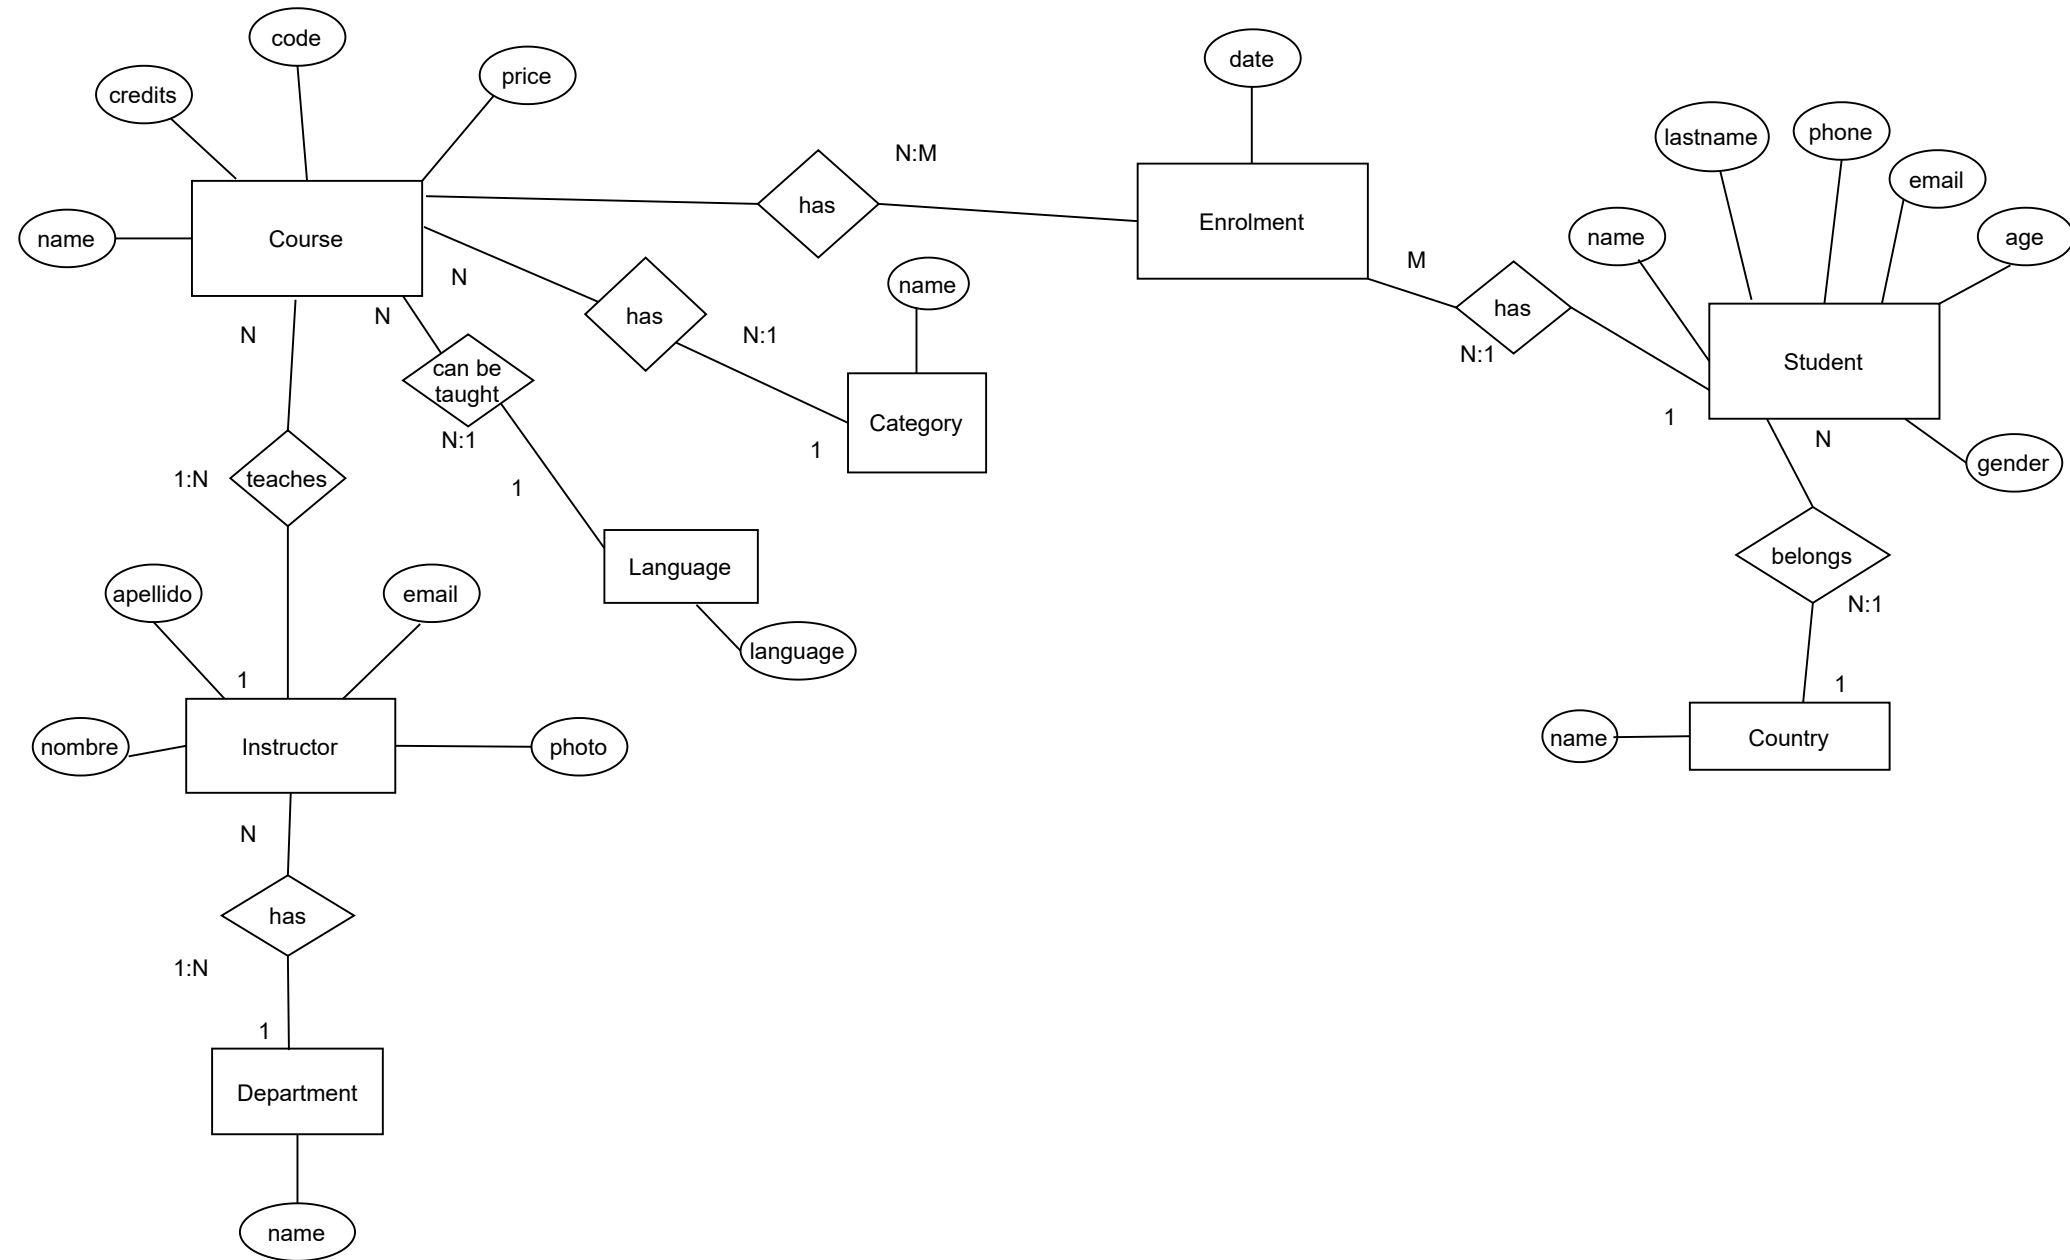 code
date
price
credits
lastname
phone
email
N:M
has
name
age
name
Course
Enrolment
M
has
N
name
has
N:1
N
N
N:1
Student
can be
taught
N:1
1
Category
1
N
gender
1:N
teaches
1
belongs
N:1
Language
apellido
email
language
1
1
nombre
Instructor
photo
name
Country
N
has
1:N
1
Department
name